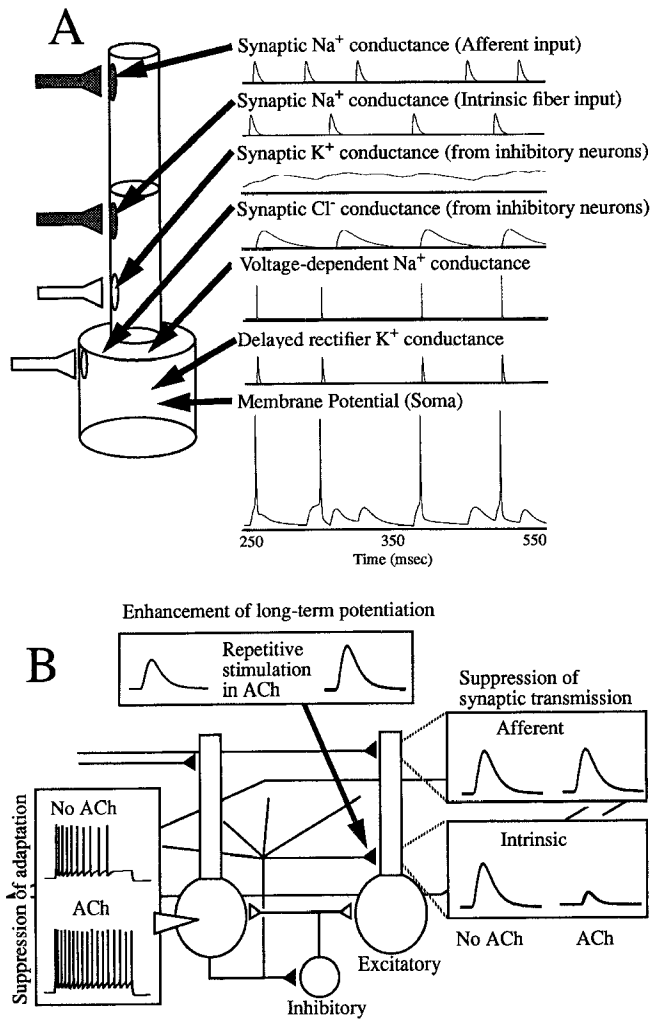 A
Synaptic Na+ conductance (Afferent input)
Synaptic Na+ conductance (Intrinsic fiber input)
Synaptic K+ conductance (from inhibitory neurons)
Synaptic Cl- conductance (from inhibitory neurons)
Voltage-dependent Na+ conductance
Delayed rectifier K+ conductance
Membrane Potential (Soma)
250 350 550
Time (msec)
B
Enhancement of long-term potentiation
Repetitive
stimulation
in ACh
Suppression of
synaptic transmission
Afferent
Suppression of adaptation
No ACh
ACh
Intrinsic
No ACh ACh
Excitatory
Inhibitory